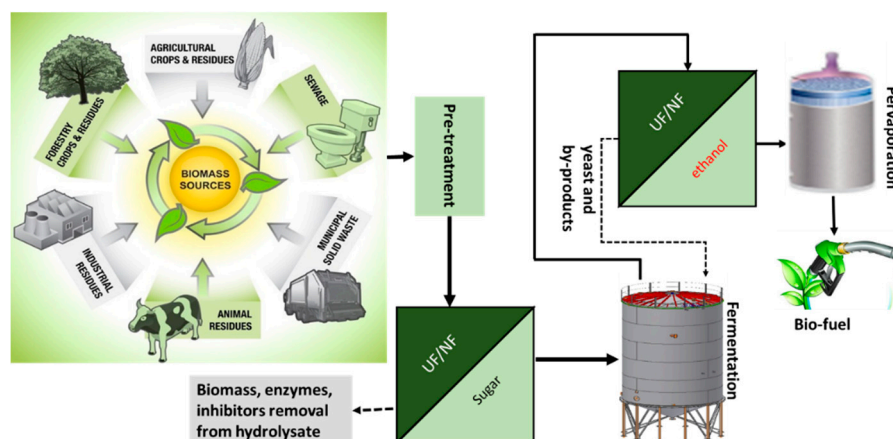 AGRICULTURAL
CROPS & RESIDUES
SEWAGE
FORESTRY
CROPS & RESIDUES
BIOMASS
SOURCES
INDUSTRIAL
RESIDUES
MUNICIPAL
SOLID WASTE
ANIMAL
RESIDUES
Pre-treatment
UF/NF
Sugar
Biomass, enzymes,
inhibitors removal
from hydrolysate
Fermentation
yeast and
by-products
UF/NF
ethanol
Pervaporation
Bio-fuel